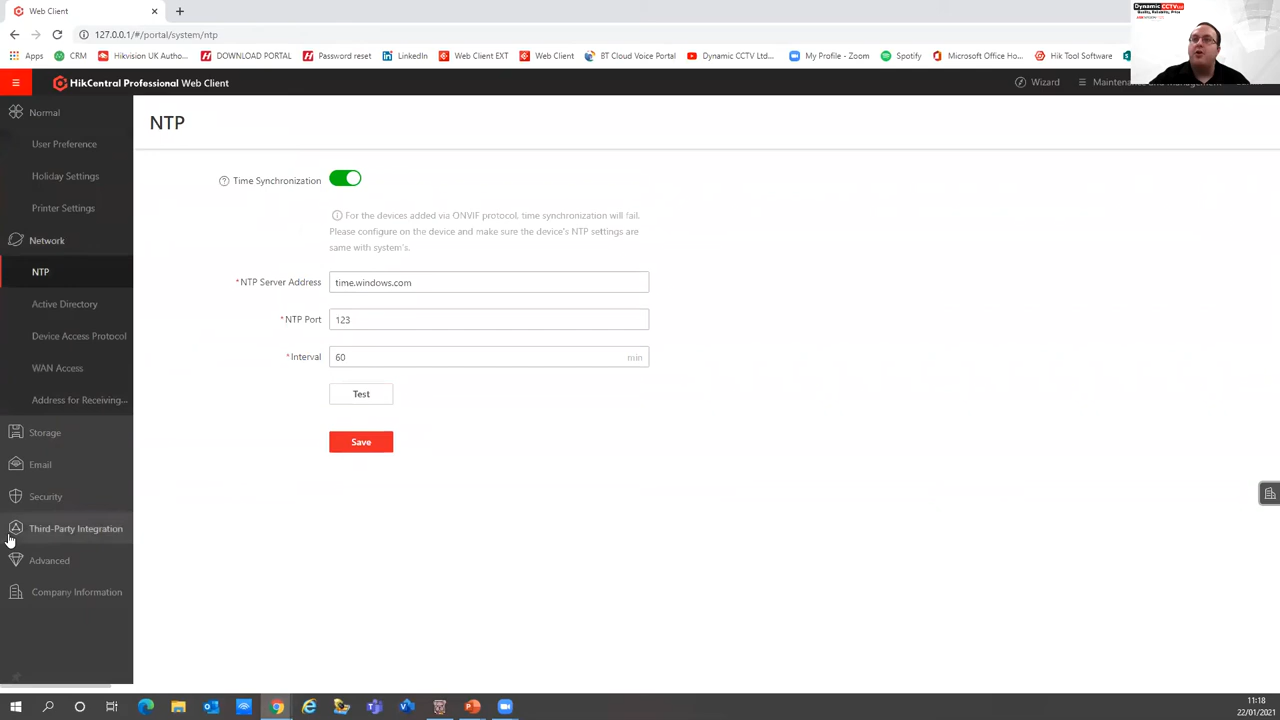 Web Client
127.0.0.1/#/portal/system/ntp
Apps CRM Hikvision UK Autho... DOWNLOAD PORTAL Password reset LinkedIn Web Client EXT Web Client BT Cloud Voice Portal Dynamic CCTV Ltd... My Profile - Zoom Spotify Microsoft Office Ho... Hik Tool Software
Dynamic CCTV Ltd
Quality, Reliability, Price
HikCentral Professional Web Client
Wizard
Normal
User Preference
Holiday Settings
Printer Settings
Network
NTP
Active Directory
Device Access Protocol
WAN Access
Address for Receiving...
Storage
Email
Security
Third-Party Integration
Advanced
Company Information
NTP
Time Synchronization
For the devices added via ONVIF protocol, time synchronization will fail.
Please configure on the device and make sure the device's NTP settings are
same with system's.
*NTP Server Address time.windows.com
*NTP Port 123
*Interval 60 min
Test
Save
11:18
22/01/2021